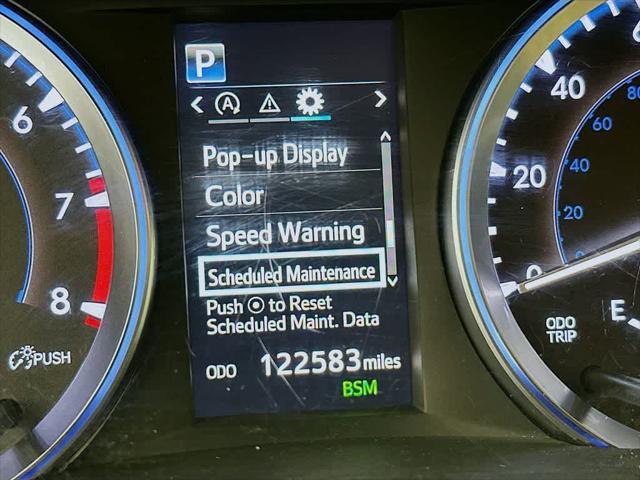 P
A
Pop-up Display
Color
Speed Warning
Scheduled Maintenance
Push to Reset
Scheduled Maint. Data
ODO 122583 miles
BSM
6
7
8
PUSH
40
20
0
80
60
40
20
0
ODO
TRIP
E